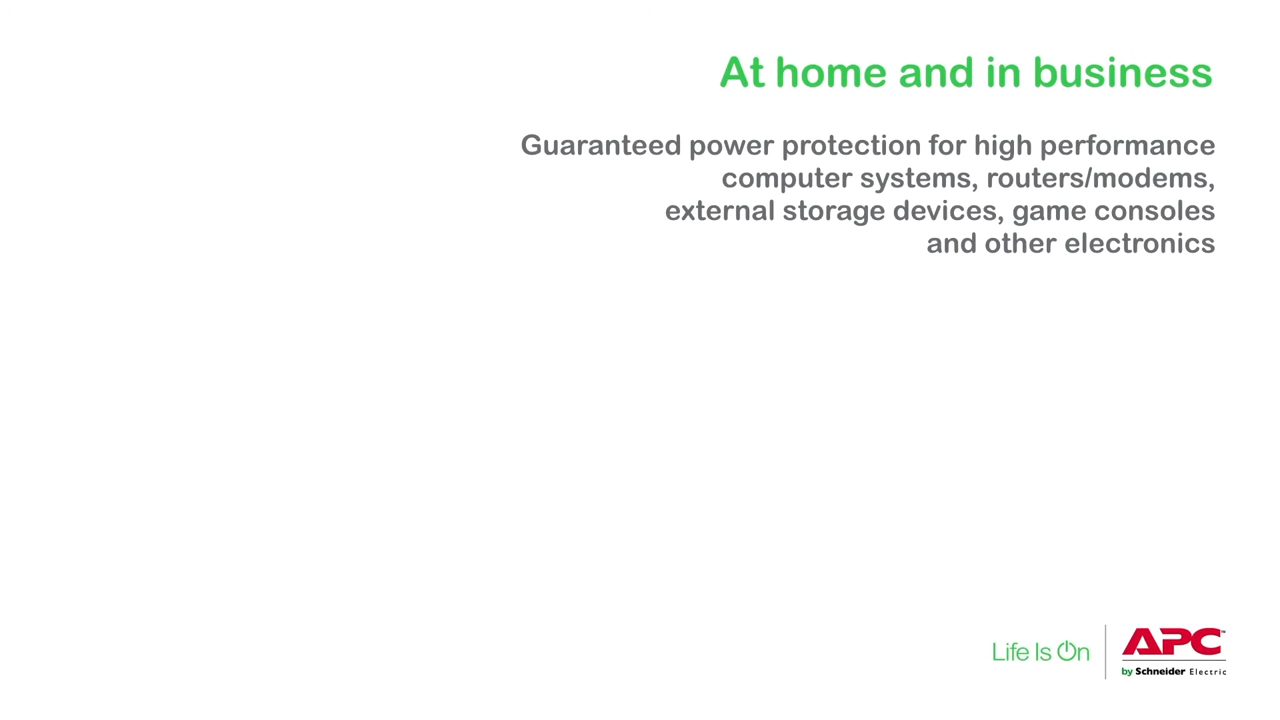 At home and in business
Guaranteed power protection for high performance
computer systems, routers/modems,
external storage devices, game consoles
and other electronics
Life Is On
APC™
by Schneider Electric